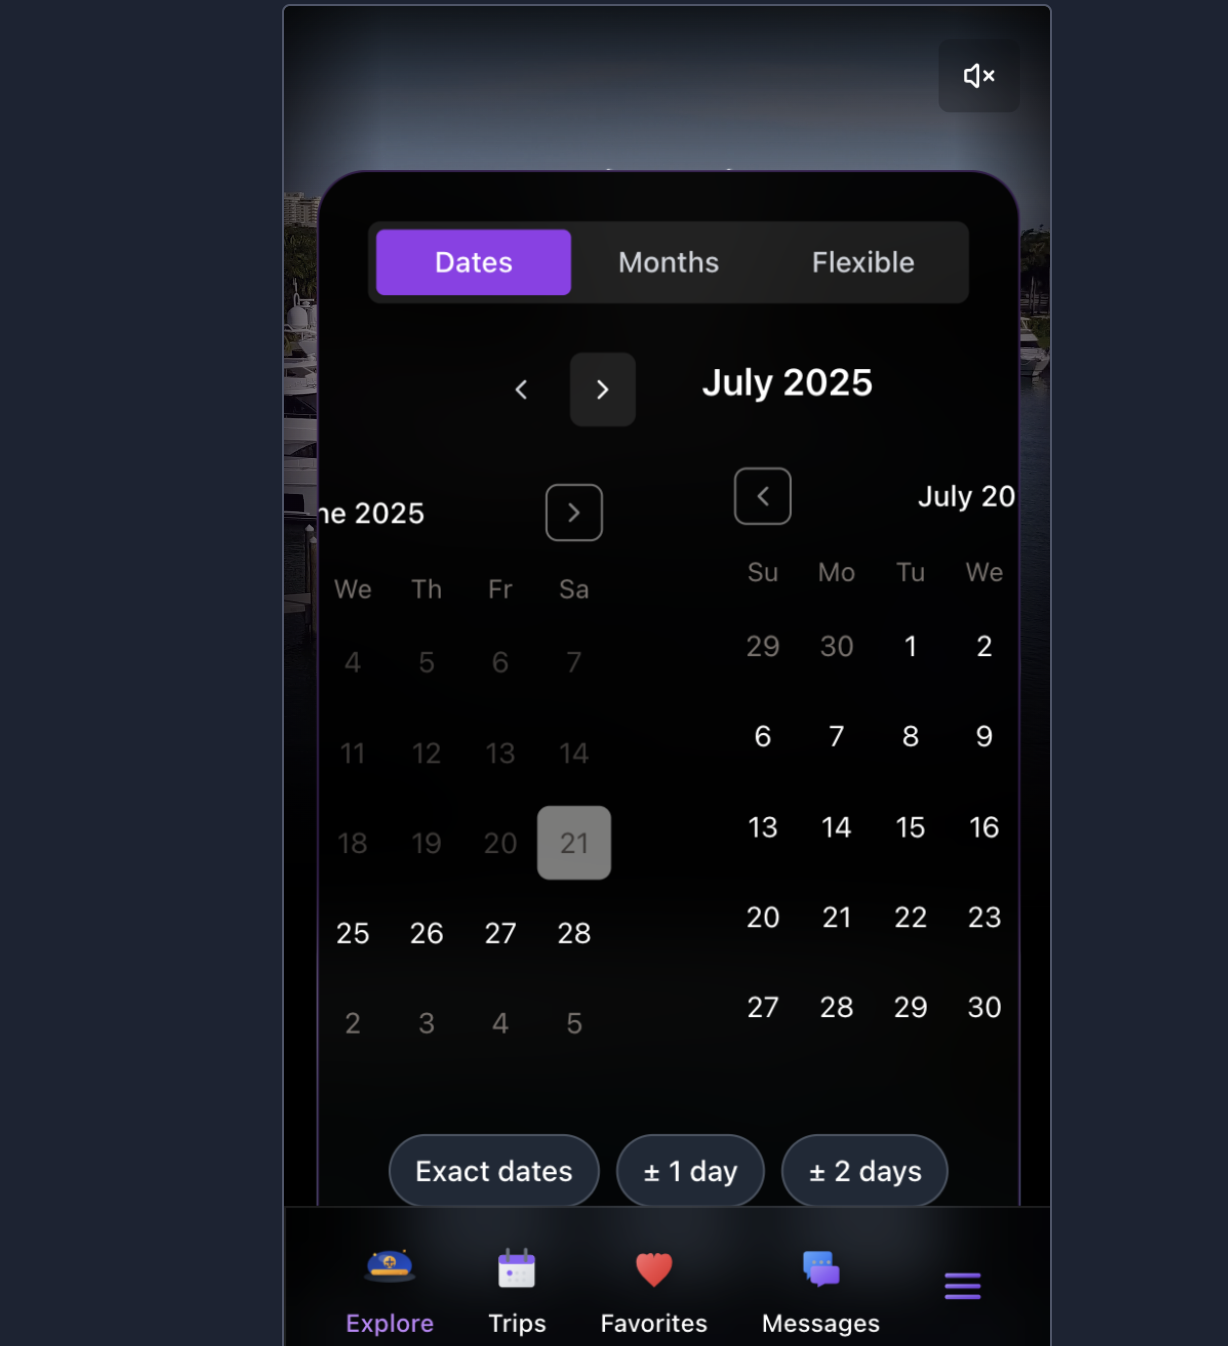 Dates Months Flexible
July 2025
ne 2025
July 20
We Th Fr Sa
Su Mo Tu We
4 5 6 7
29 30 1 2
11 12 13 14
6 7 8 9
18 19 20 21
13 14 15 16
25 26 27 28
20 21 22 23
2 3 4 5
27 28 29 30
Exact dates ± 1 day ± 2 days
Explore Trips Favorites Messages